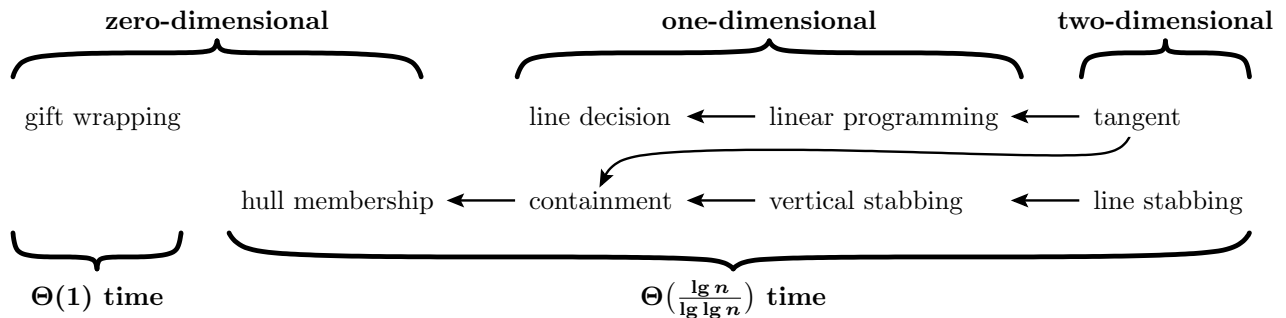 zero-dimensional one-dimensional two-dimensional
gift wrapping line decision linear programming tangent
hull membership containment vertical stabbing line stabbing
Θ(1) time Θ(lg n / lg lg n) time